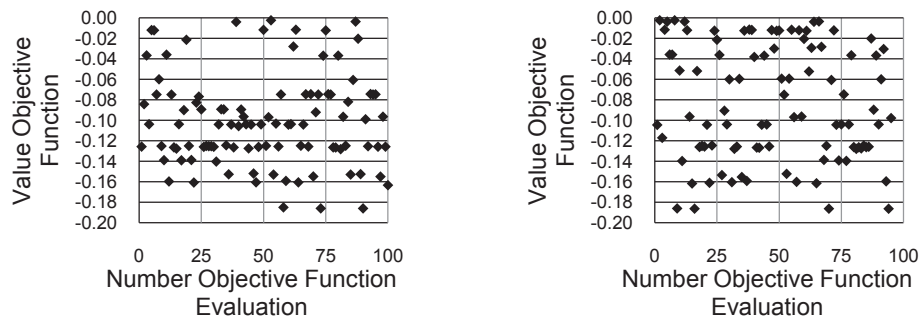 0.00
-0.02
-0.04
-0.06
-0.08
-0.10
-0.12
-0.14
-0.16
-0.18
-0.20
Value Objective
Function
0 25 50 75 100
Number Objective Function
Evaluation
0.00
-0.02
-0.04
-0.06
-0.08
-0.10
-0.12
-0.14
-0.16
-0.18
-0.20
Value Objective
Function
0 25 50 75 100
Number Objective Function
Evaluation